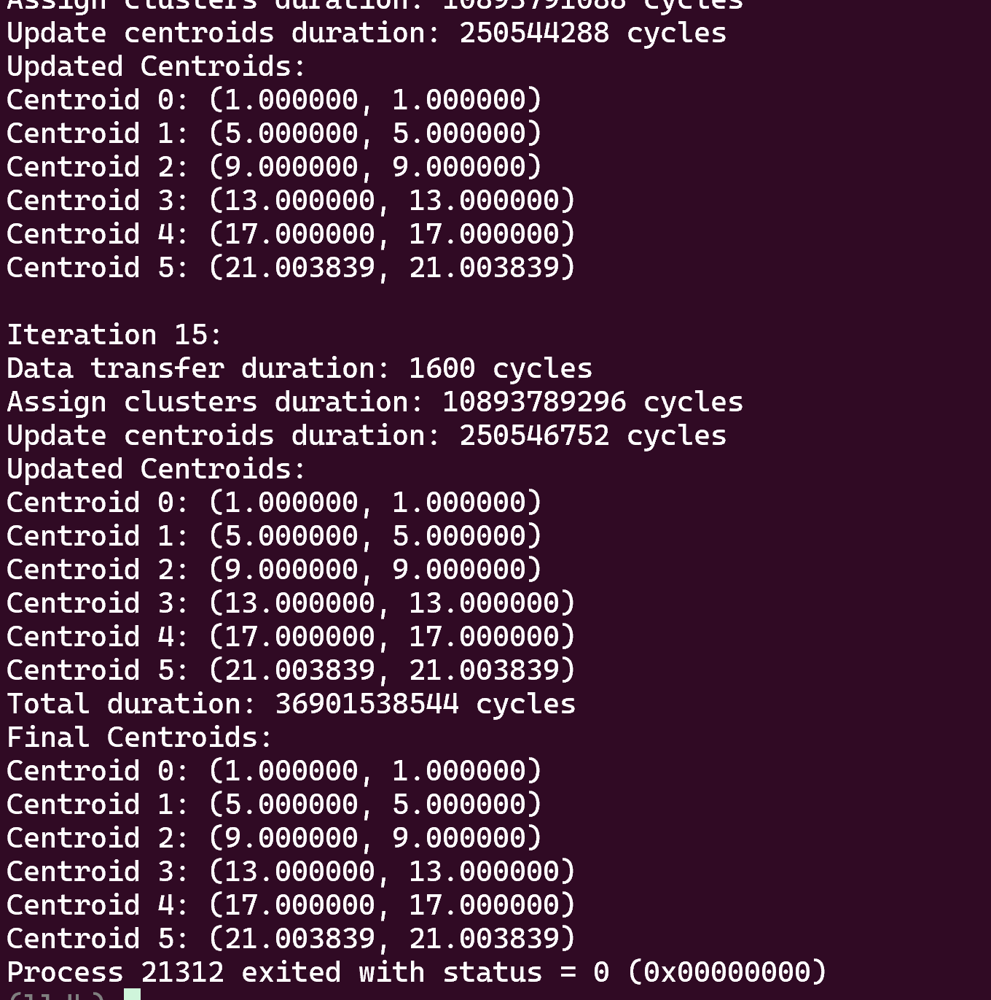 Assign clusters duration: 10893791088 cycles
Update centroids duration: 250544288 cycles
Updated Centroids:
Centroid 0: (1.000000, 1.000000)
Centroid 1: (5.000000, 5.000000)
Centroid 2: (9.000000, 9.000000)
Centroid 3: (13.000000, 13.000000)
Centroid 4: (17.000000, 17.000000)
Centroid 5: (21.003839, 21.003839)
Iteration 15:
Data transfer duration: 1600 cycles
Assign clusters duration: 10893789296 cycles
Update centroids duration: 250546752 cycles
Updated Centroids:
Centroid 0: (1.000000, 1.000000)
Centroid 1: (5.000000, 5.000000)
Centroid 2: (9.000000, 9.000000)
Centroid 3: (13.000000, 13.000000)
Centroid 4: (17.000000, 17.000000)
Centroid 5: (21.003839, 21.003839)
Total duration: 36901538544 cycles
Final Centroids:
Centroid 0: (1.000000, 1.000000)
Centroid 1: (5.000000, 5.000000)
Centroid 2: (9.000000, 9.000000)
Centroid 3: (13.000000, 13.000000)
Centroid 4: (17.000000, 17.000000)
Centroid 5: (21.003839, 21.003839)
Process 21312 exited with status = 0 (0x00000000)
(lldb)